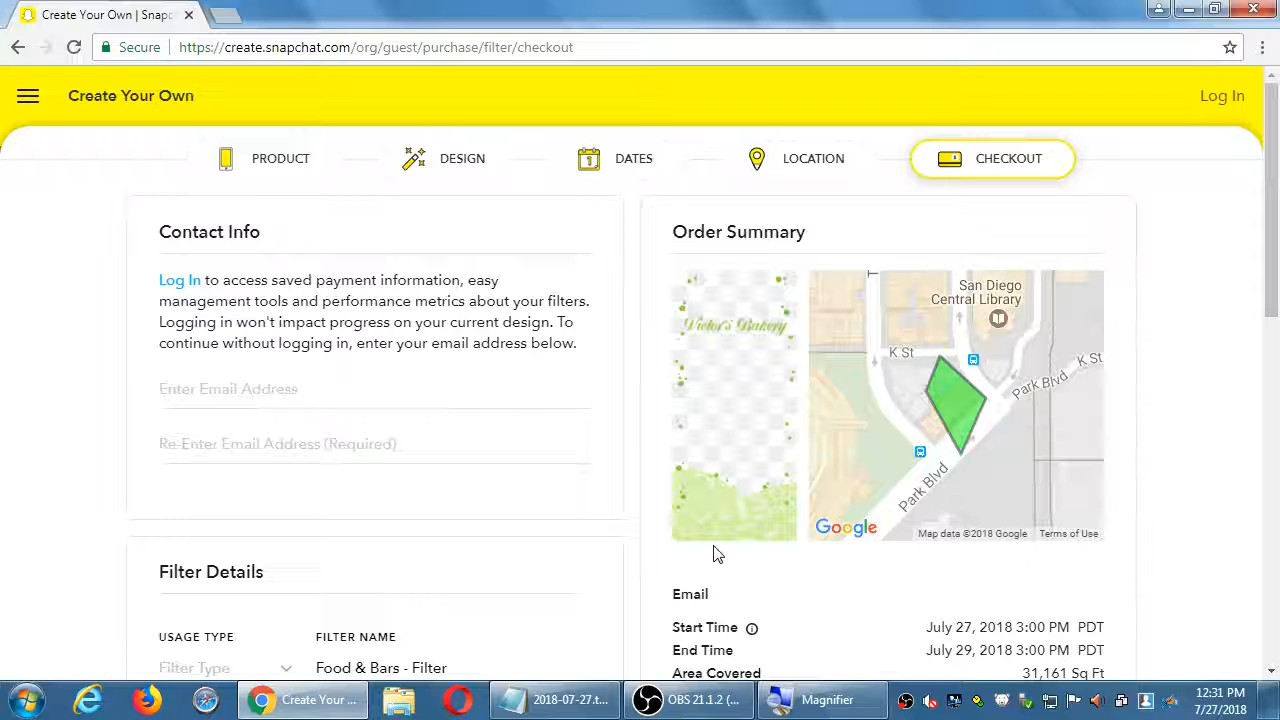 Create Your Own | Snapc
Secure
https://create.snapchat.com/org/guest/purchase/filter/checkout
Create Your Own
Log In
PRODUCT
DESIGN
1
DATES
LOCATION
CHECKOUT
Contact Info
Log In to access saved payment information, easy
management tools and performance metrics about your filters.
Logging in won't impact progress on your current design. To
continue without logging in, enter your email address below.
Enter Email Address
Re-Enter Email Address (Required)
Filter Details
USAGE TYPE
FILTER NAME
Filter Type
Food & Bars - Filter
Order Summary
Victor's Bakery
San Diego
Central Library
K St
K St
Park Blvd
Park Blvd
Google
Map data ©2018 Google
Terms of Use
Email
Start Time
July 27, 2018 3:00 PM PDT
End Time
July 29, 2018 3:00 PM PDT
Area Covered
31,161 Sq Ft
Create Your ...
2018-07-27.t...
OBS 21.1.2 (...
Magnifier
12:31 PM
7/27/2018